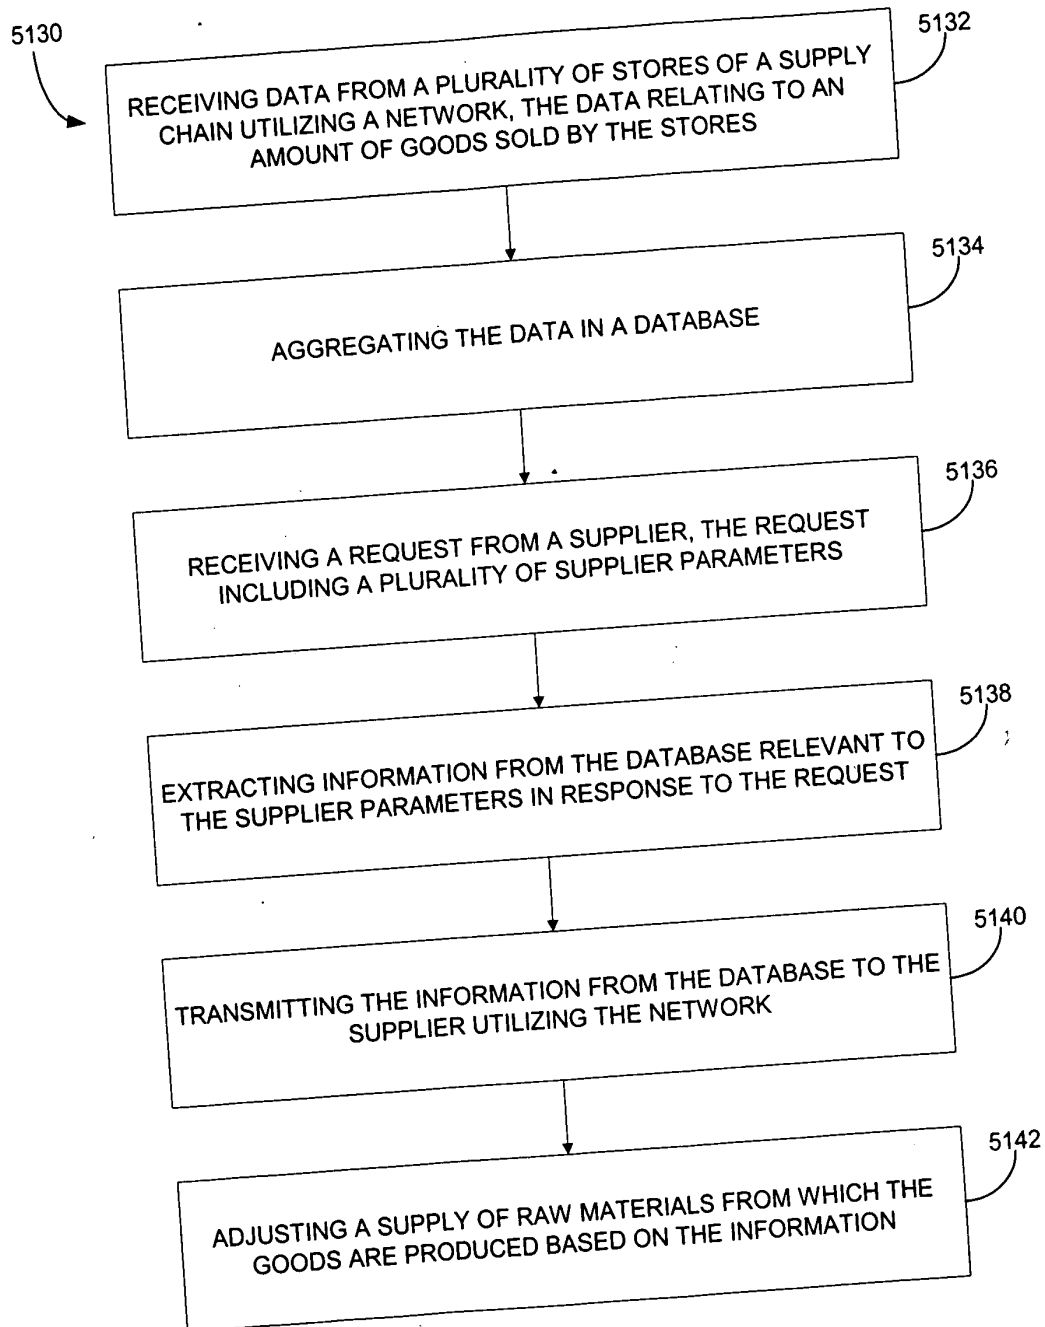 5130
5132
RECEIVING DATA FROM A PLURALITY OF STORES OF A SUPPLY
CHAIN UTILIZING A NETWORK, THE DATA RELATING TO AN
AMOUNT OF GOODS SOLD BY THE STORES
5134
AGGREGATING THE DATA IN A DATABASE
5136
RECEIVING A REQUEST FROM A SUPPLIER, THE REQUEST
INCLUDING A PLURALITY OF SUPPLIER PARAMETERS
5138
EXTRACTING INFORMATION FROM THE DATABASE RELEVANT TO
THE SUPPLIER PARAMETERS IN RESPONSE TO THE REQUEST
5140
TRANSMITTING THE INFORMATION FROM THE DATABASE TO THE
SUPPLIER UTILIZING THE NETWORK
5142
ADJUSTING A SUPPLY OF RAW MATERIALS FROM WHICH THE
GOODS ARE PRODUCED BASED ON THE INFORMATION